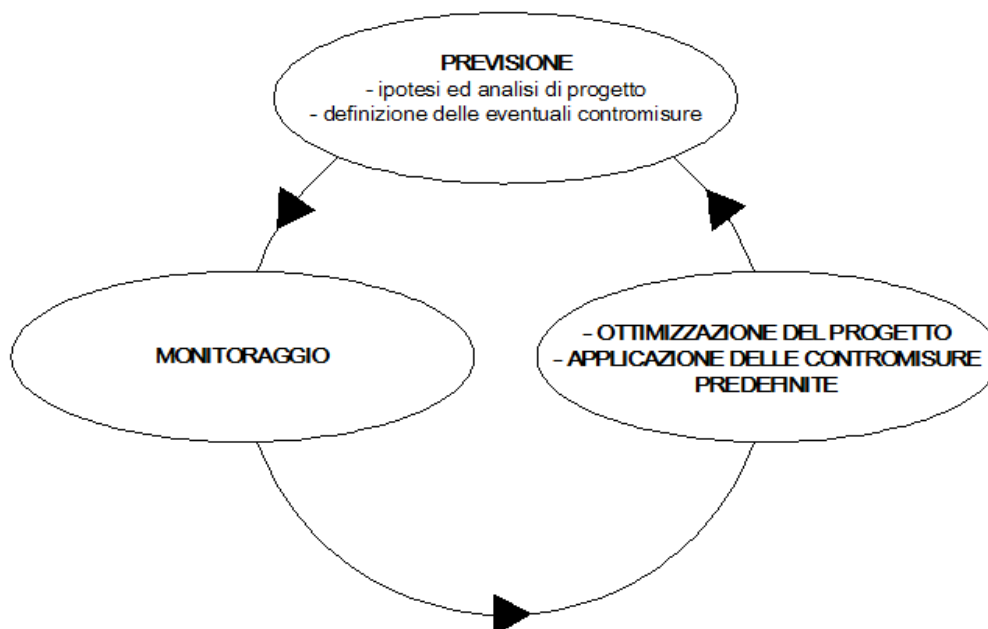 PREVISIONE
- ipotesi ed analisi di progetto
- definizione delle eventuali contromisure
MONITORAGGIO
- OTTIMIZZAZIONE DEL PROGETTO
- APPLICAZIONE DELLE CONTROMISURE
PREDEFINITE